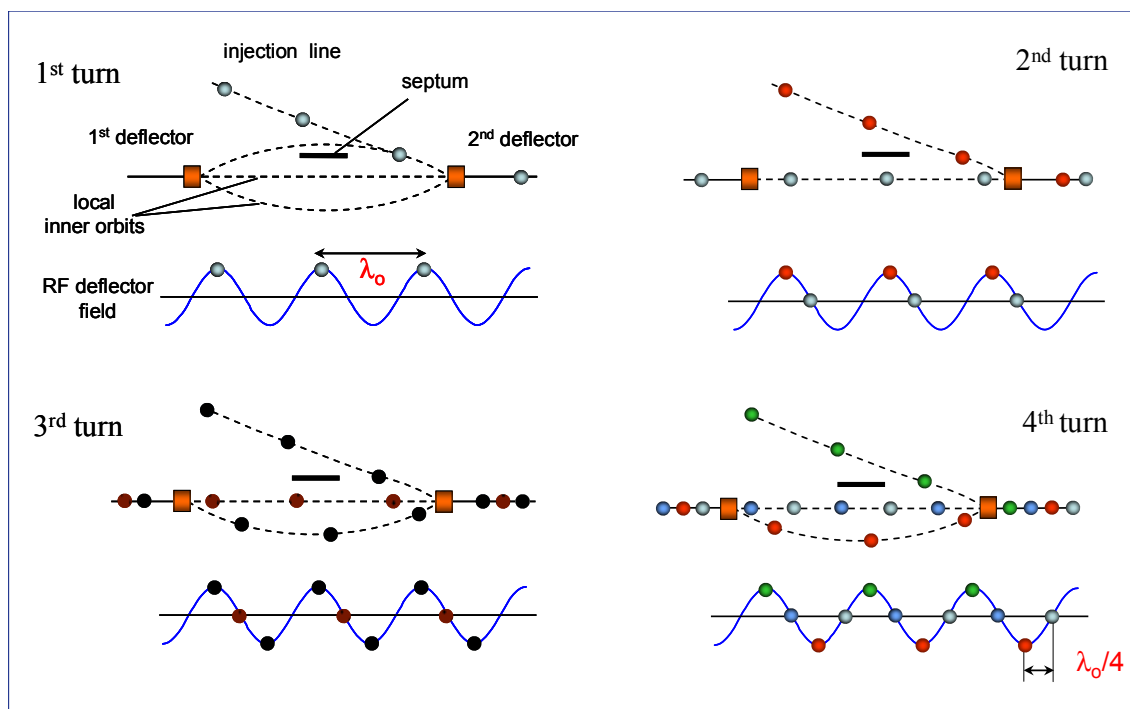 injection line
1st turn
septum
1st deflector
2nd deflector
local
inner orbits
λo
RF deflector
field
2nd turn
3rd turn
4th turn
λo/4